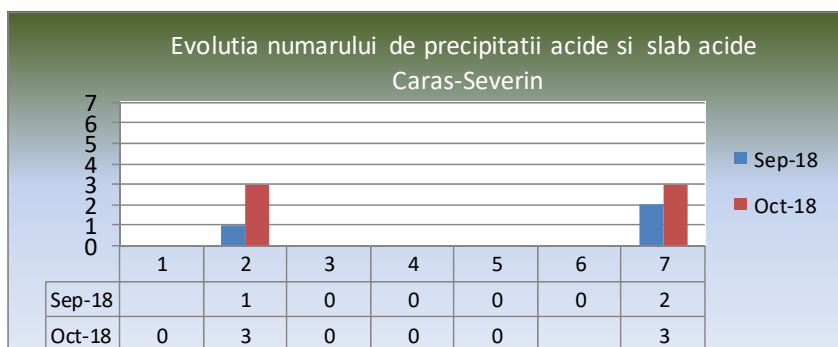 Evolutia numarului de precipitatii acide si slab acide
Caras-Severin
7
6
5
4
3
2
1
0
Sep-18
Oct-18
1 2 3 4 5 6 7
Sep-18 1 0 0 0 0 2
Oct-18 0 3 0 0 0 3